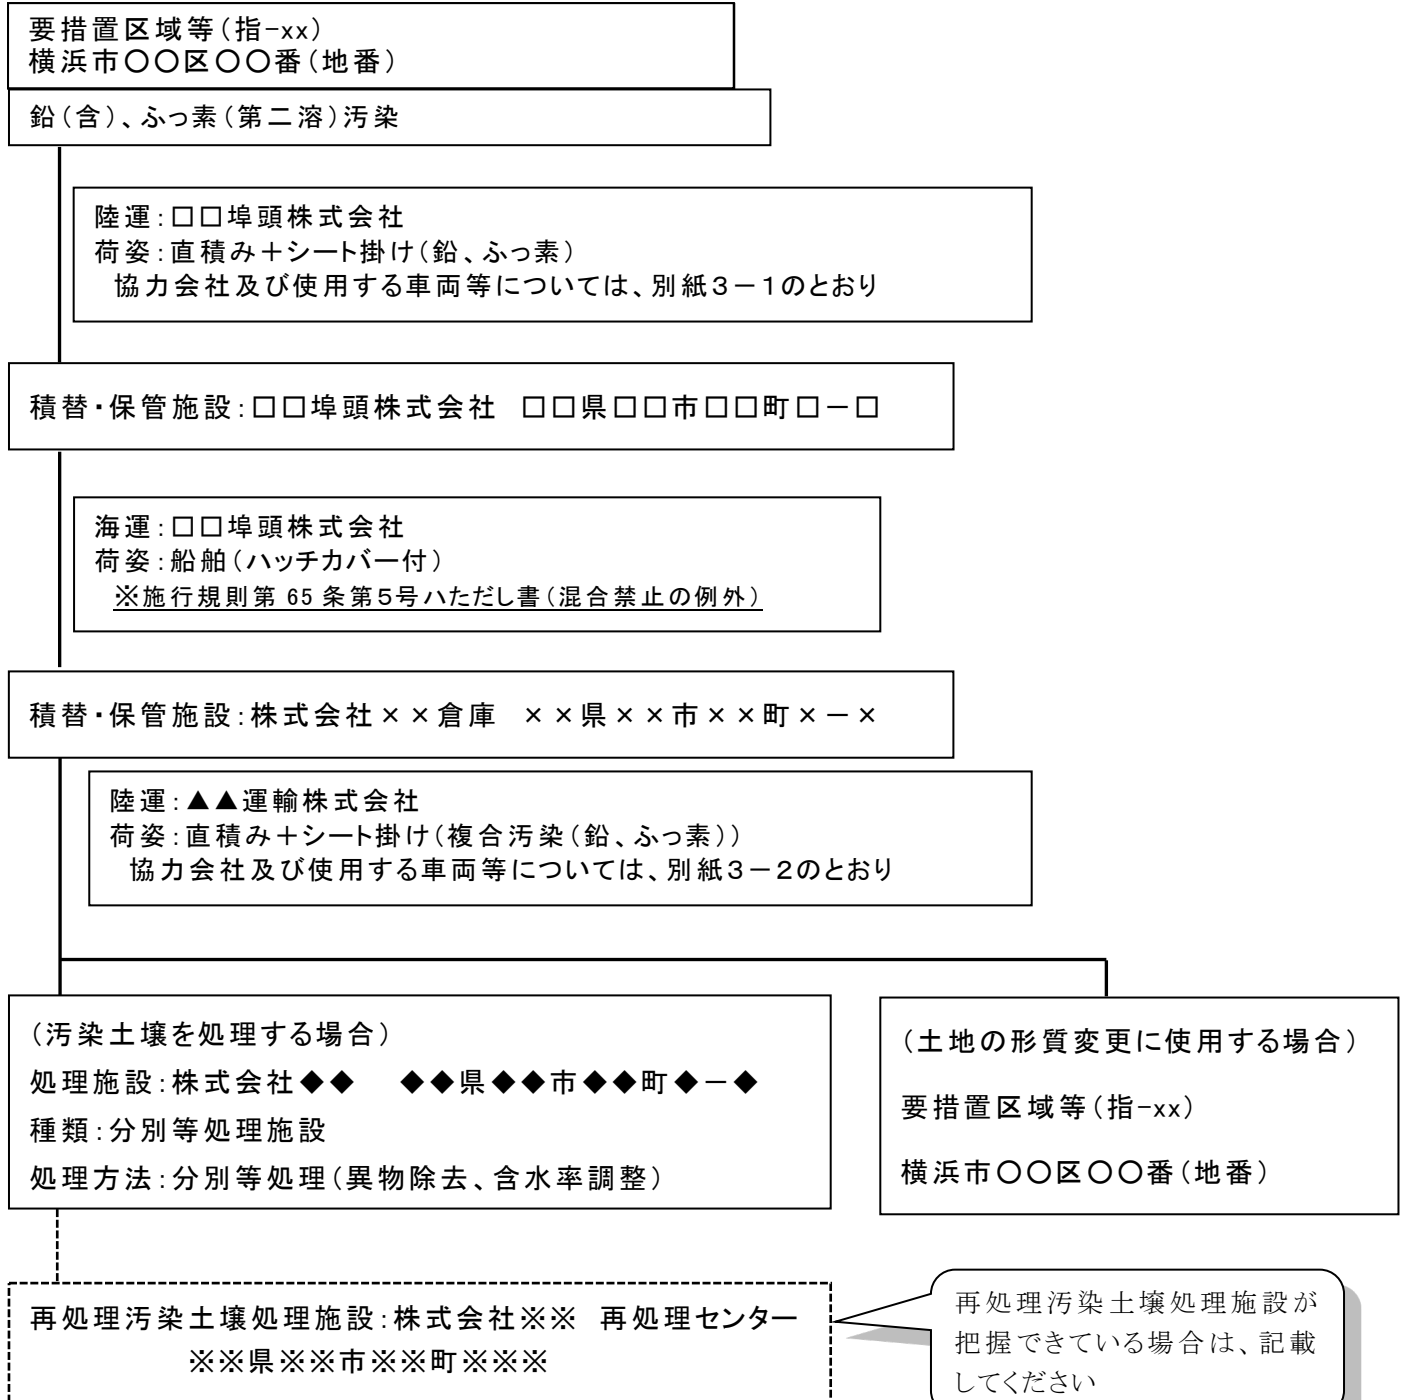 要措置区域等（指-xx）
横浜市〇〇区〇〇番（地番）
鉛（含）、ふっ素（第二溶）汚染
陸運：□□埠頭株式会社
荷姿：直積み＋シート掛け（鉛、ふっ素）
協力会社及び使用する車両等については、別紙３－１のとおり
積替・保管施設：□□埠頭株式会社　□□県□□市□□町□－□
海運：□□埠頭株式会社
荷姿：船舶（ハッチカバー付）
※施行規則第 65 条第５号ハただし書（混合禁止の例外）
積替・保管施設：株式会社××倉庫　××県××市××町×－×
陸運：▲▲運輸株式会社
荷姿：直積み＋シート掛け（複合汚染（鉛、ふっ素））
協力会社及び使用する車両等については、別紙３－２のとおり
（汚染土壌を処理する場合）
処理施設：株式会社◆◆　◆◆県◆◆市◆◆町◆－◆
種類：分別等処理施設
処理方法：分別等処理（異物除去、含水率調整）
（土地の形質変更に使用する場合）
要措置区域等（指-xx）
横浜市〇〇区〇〇番（地番）
再処理汚染土壌処理施設：株式会社※※　再処理センター
※※県※※市※※町※※※
再処理汚染土壌処理施設が
把握できている場合は、記載
してください